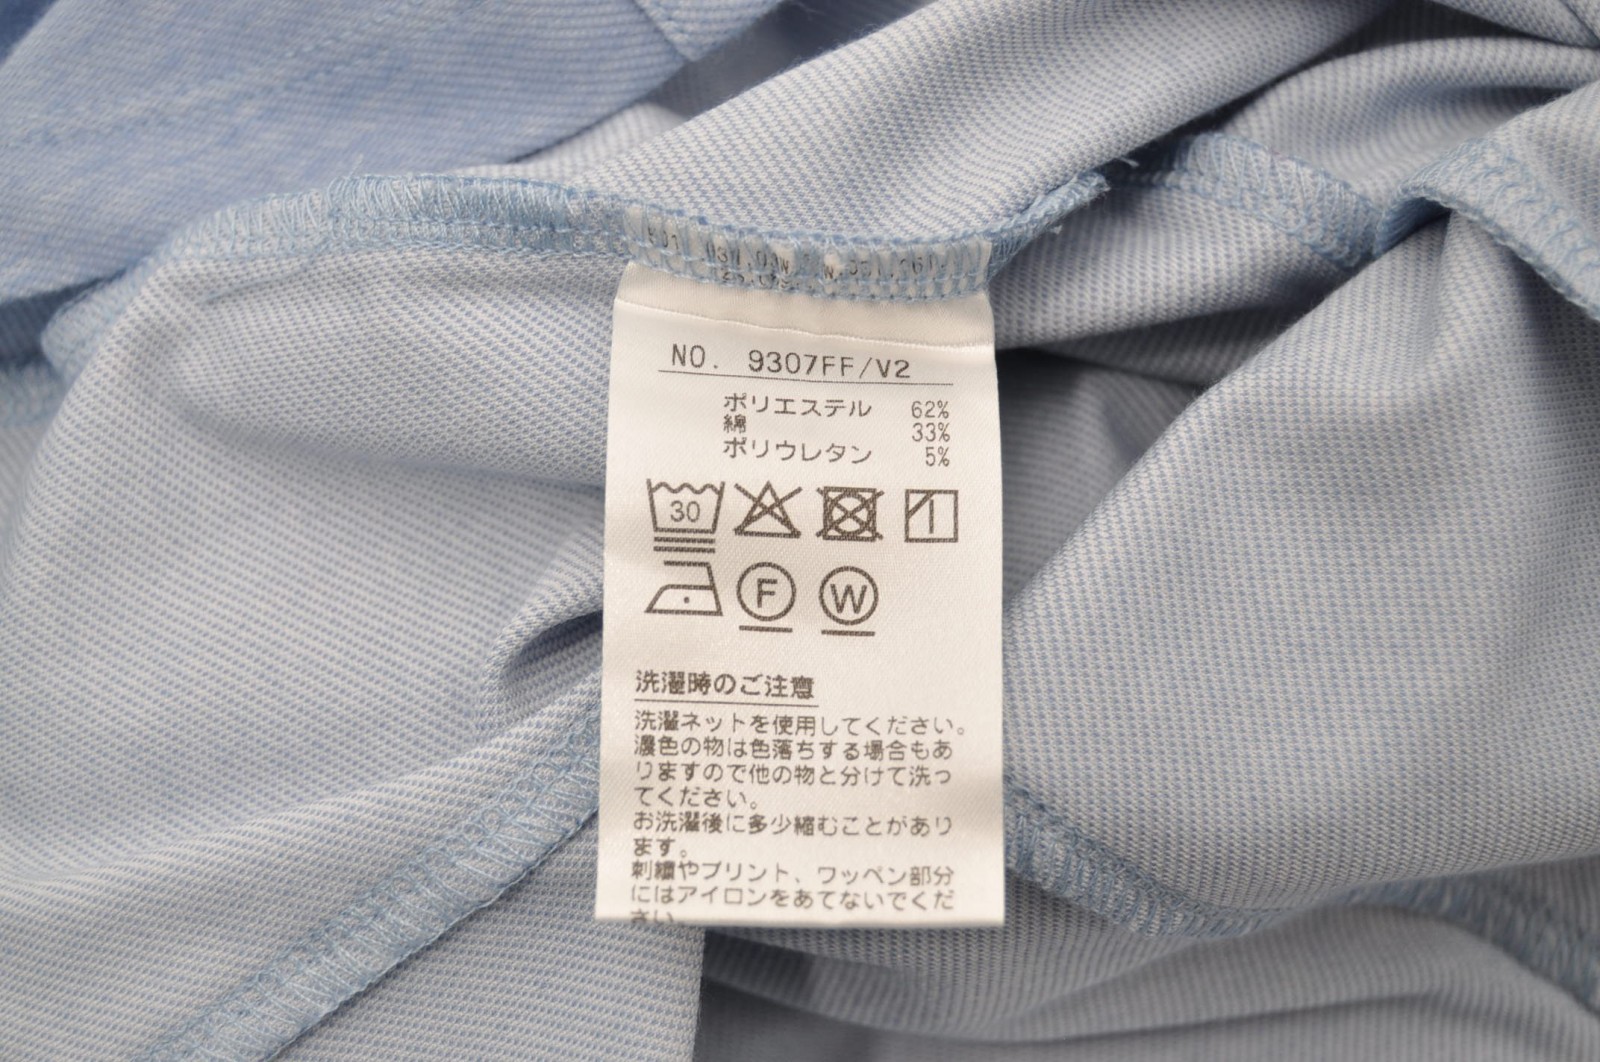 NO. 9307FF/V2
ポリエステル 62%
綿 33%
ポリウレタン 5%
30
F W
洗濯時のご注意
洗濯ネットを使用してください。
濃色の物は色落ちする場合もあ
りますので他の物と分けて洗っ
てください。
お洗濯後に多少縮むことがあり
ます。
刺繍やプリント、ワッペン部分
にはアイロンをあてないでくだ
さい